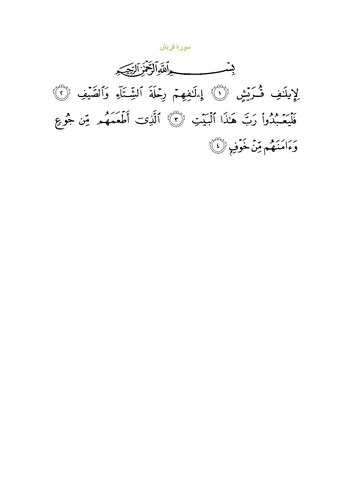 سورة قريش
بِسْمِ ٱللَّهِ ٱلرَّحْمَٰنِ ٱلرَّحِيمِ
لِإِيلَٰفِ قُرَيْشٍ ١ إِۦلَٰفِهِمْ رِحْلَةَ ٱلشِّتَآءِ وَٱلصَّيْفِ ٢
فَلْيَعْبُدُوا۟ رَبَّ هَٰذَا ٱلْبَيْتِ ٣ ٱلَّذِىٓ أَطْعَمَهُم مِّن جُوعٍ
وَءَامَنَهُم مِّنْ خَوْفٍۭ ٤